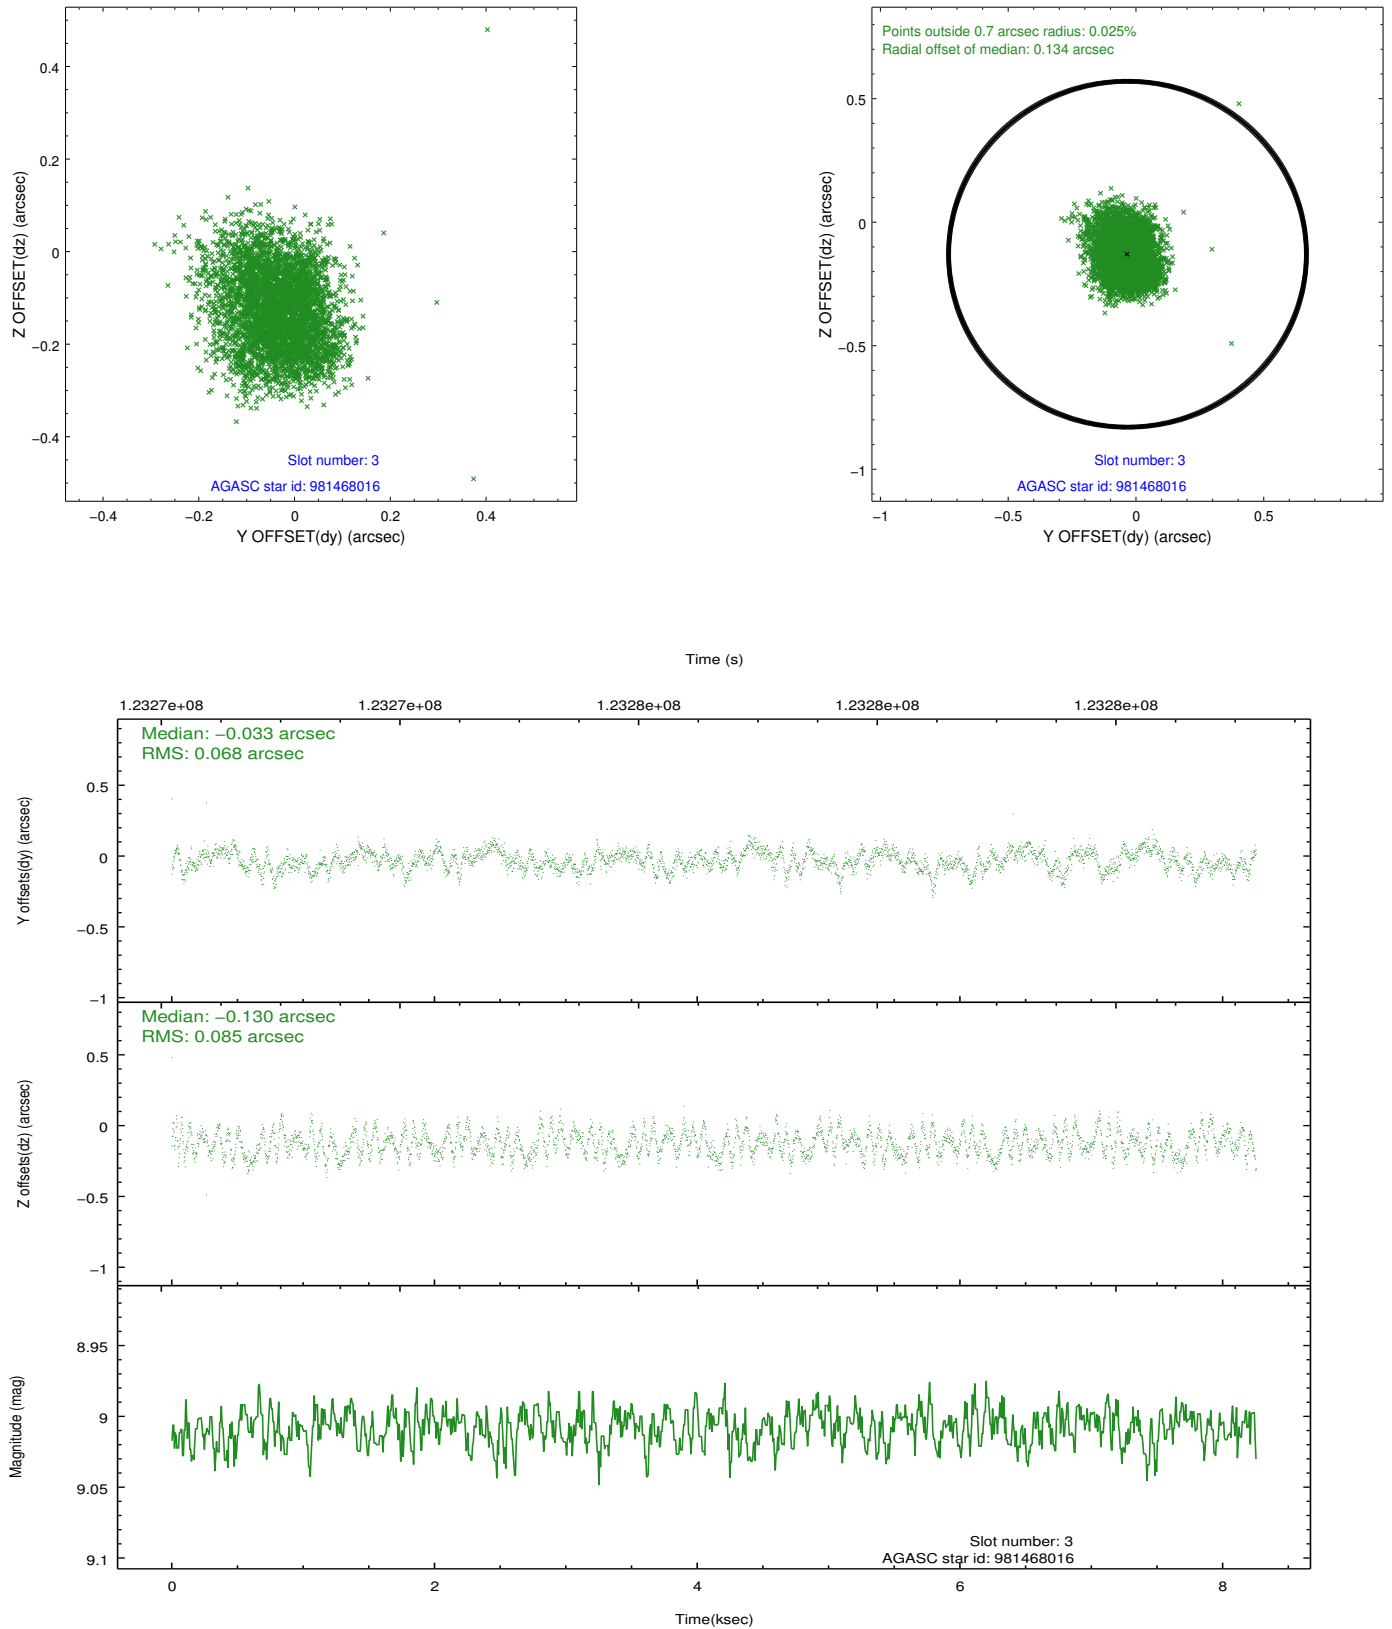 0.4
0.2
0
−0.2
−0.4
Z OFFSET(dz) (arcsec)
Slot number: 3
AGASC star id: 981468016
−0.4
−0.2
0
0.2
0.4
Y OFFSET(dy) (arcsec)
Points outside 0.7 arcsec radius: 0.025%
Radial offset of median: 0.134 arcsec
0.5
0
−0.5
−1
Z OFFSET(dz) (arcsec)
Slot number: 3
AGASC star id: 981468016
−1
−0.5
0
0.5
Y OFFSET(dy) (arcsec)
Time (s)
1.2327e+08
1.2327e+08
1.2328e+08
1.2328e+08
1.2328e+08
Median: −0.033 arcsec
RMS: 0.068 arcsec
0.5
0
−0.5
−1
Y offsets(dy) (arcsec)
Median: −0.130 arcsec
RMS: 0.085 arcsec
0.5
0
−0.5
−1
Z offsets(dz) (arcsec)
8.95
9
9.05
9.1
Magnitude (mag)
Slot number: 3
AGASC star id: 981468016
0
2
4
6
8
Time(ksec)